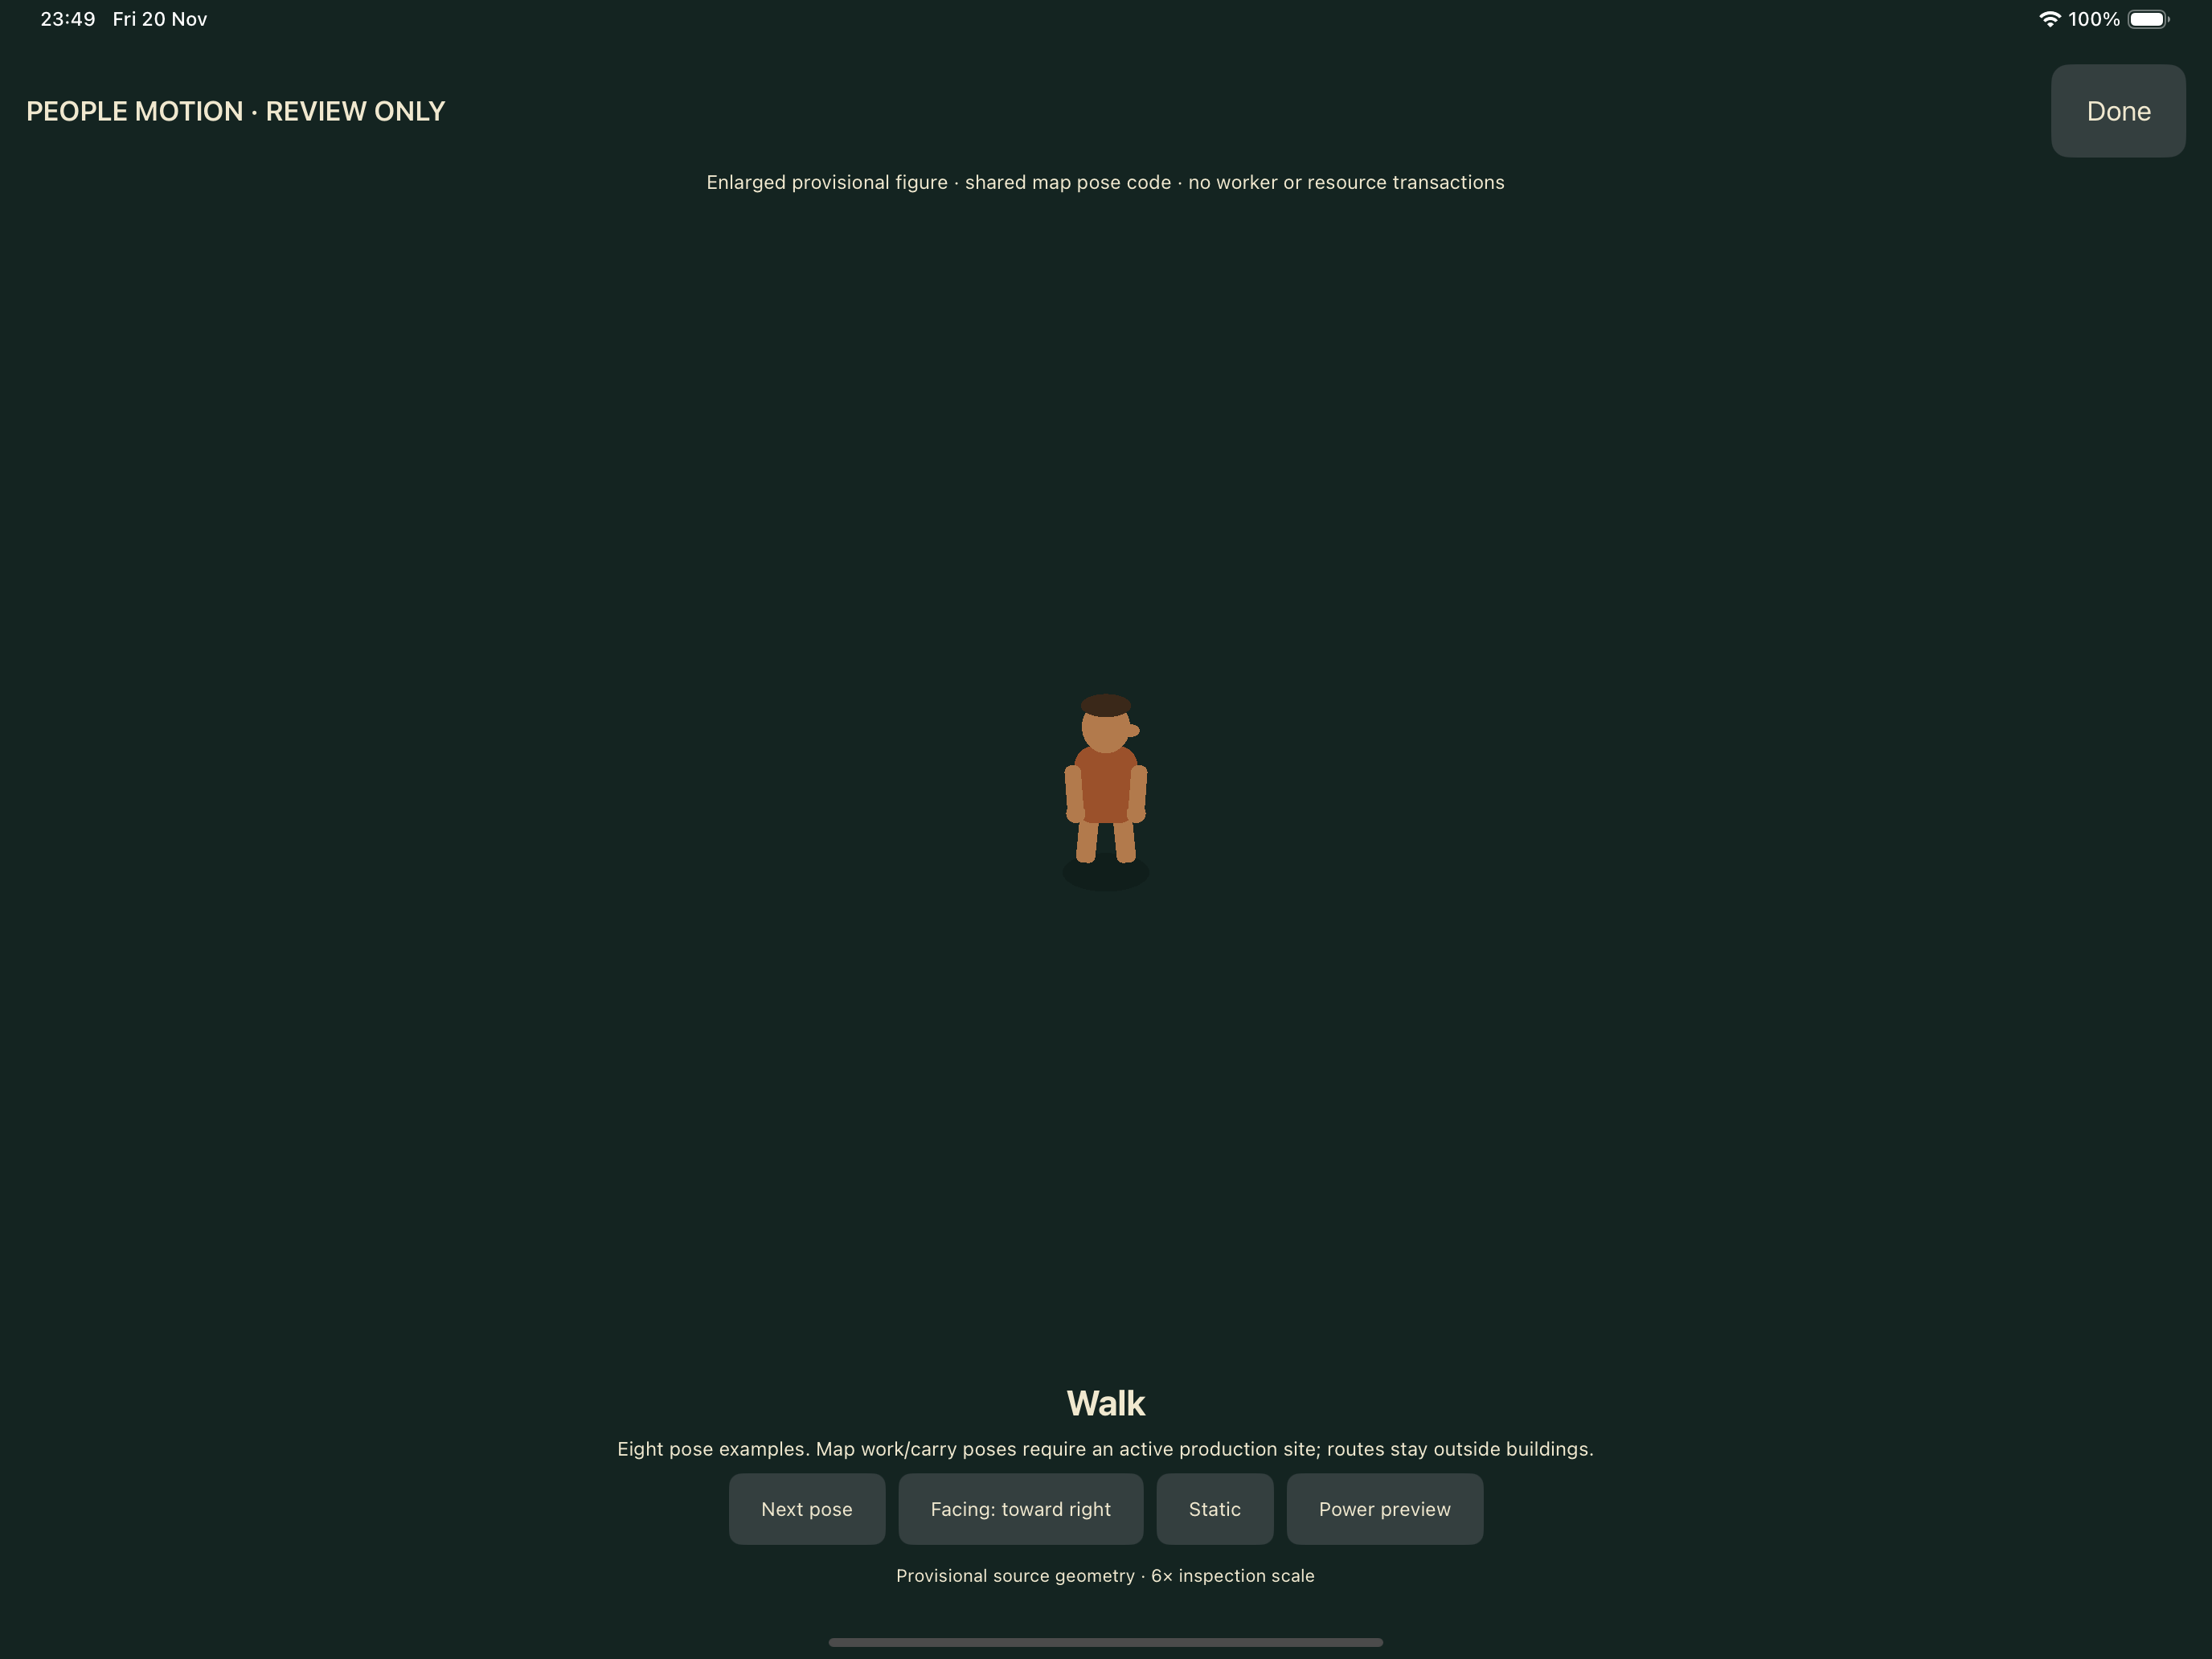 23:49 Fri 20 Nov 100%
PEOPLE MOTION · REVIEW ONLY
Done
Enlarged provisional figure · shared map pose code · no worker or resource transactions
Walk
Eight pose examples. Map work/carry poses require an active production site; routes stay outside buildings.
Next pose Facing: toward right Static Power preview
Provisional source geometry · 6× inspection scale